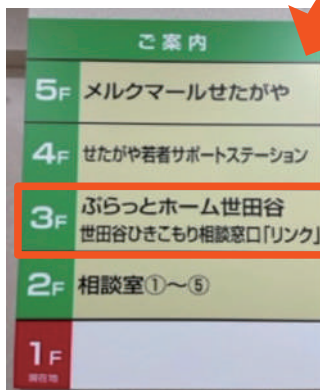 ご案内
5F メルクマールせたがや
4F せたがや若者サポートステーション
3F ぷらっとホーム世田谷
世田谷ひきこもり相談窓口「リンク」
2F 相談室①～⑤
1F
現在地